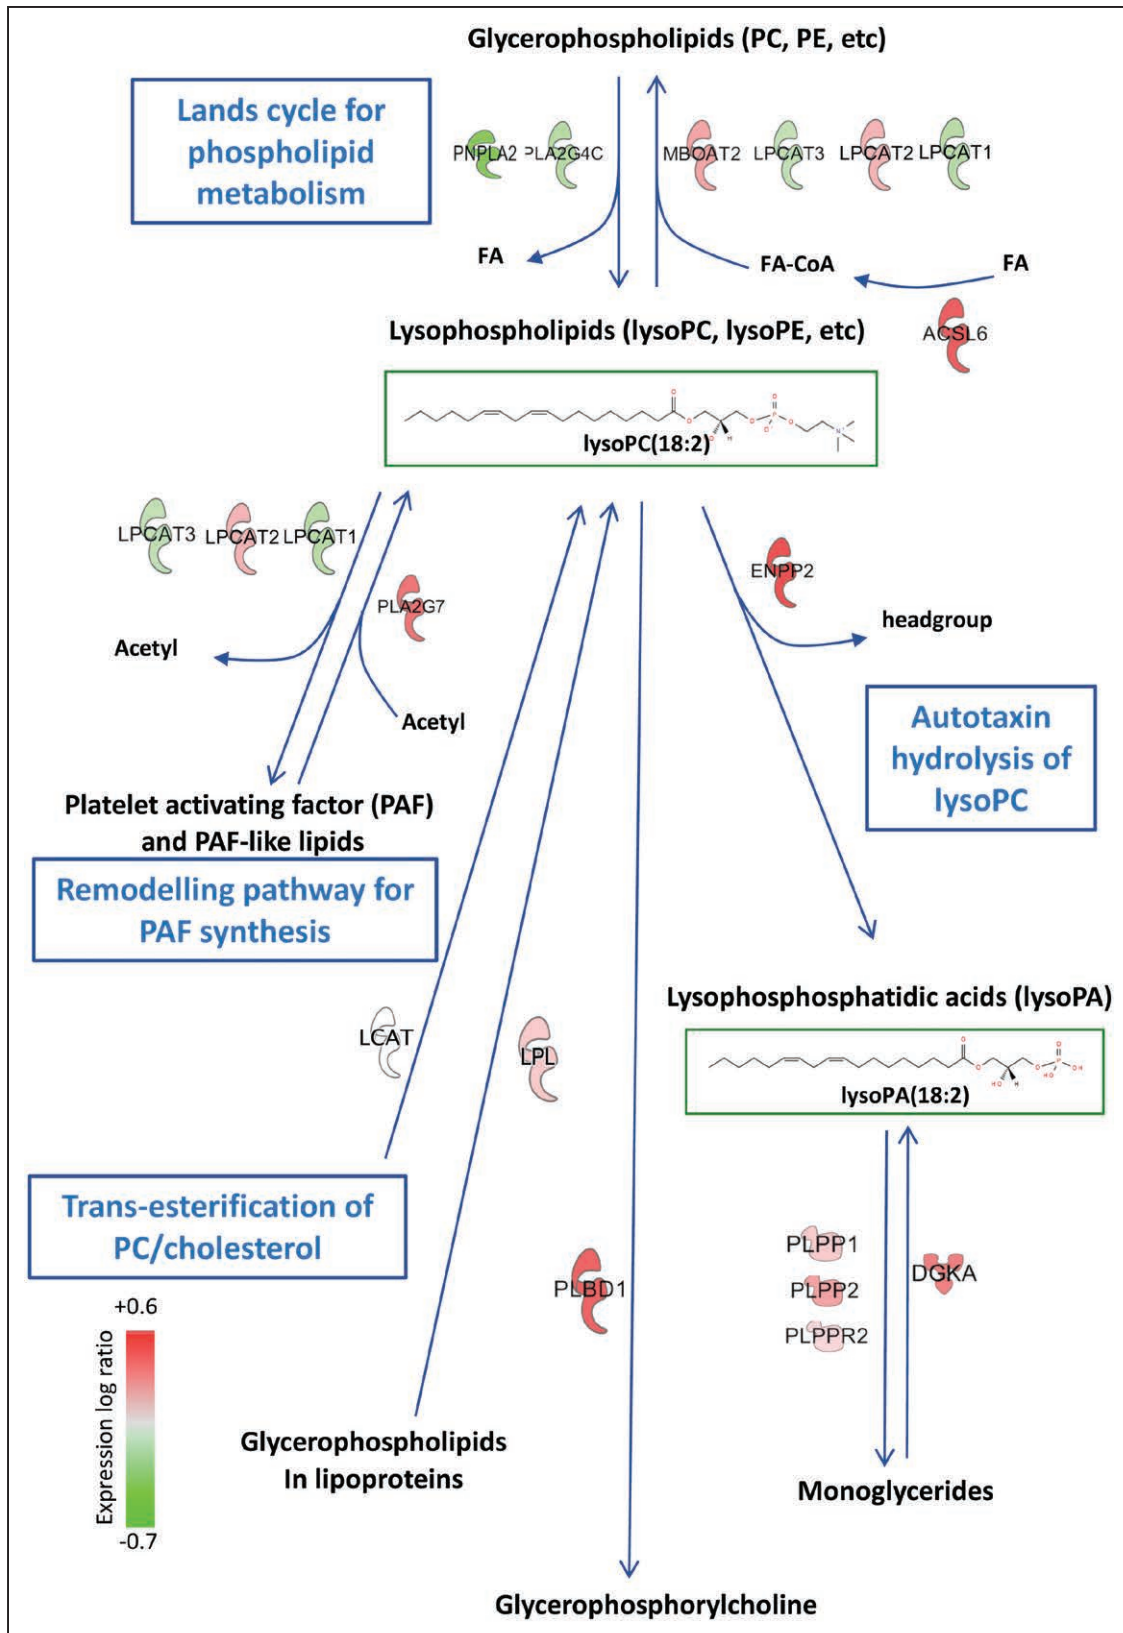 Glycerophospholipids (PC, PE, etc)
Lands cycle for
phospholipid
metabolism
PNPLA2 PLA2G4C MBOAT2 LPCAT3 LPCAT2 LPCAT1
FA
FA-CoA
FA
ACSL6
Lysophospholipids (lysoPC, lysoPE, etc)
lysoPC(18:2)
LPCAT3 LPCAT2 LPCAT1
PLA2G7
ENPP2
Acetyl
headgroup
Acetyl
Autotaxin
hydrolysis of
lysoPC
Platelet activating factor (PAF)
and PAF-like lipids
Remodelling pathway for
PAF synthesis
LCAT
LPL
Lysophosphatidic acids (lysoPA)
lysoPA(18:2)
Trans-esterification of
PC/cholesterol
PLBD1
PLPP1
PLPP2
PLPPR2
DGKA
+0.6
Expression log ratio
-0.7
Glycerophospholipids
In lipoproteins
Monoglycerides
Glycerophosphorylcholine